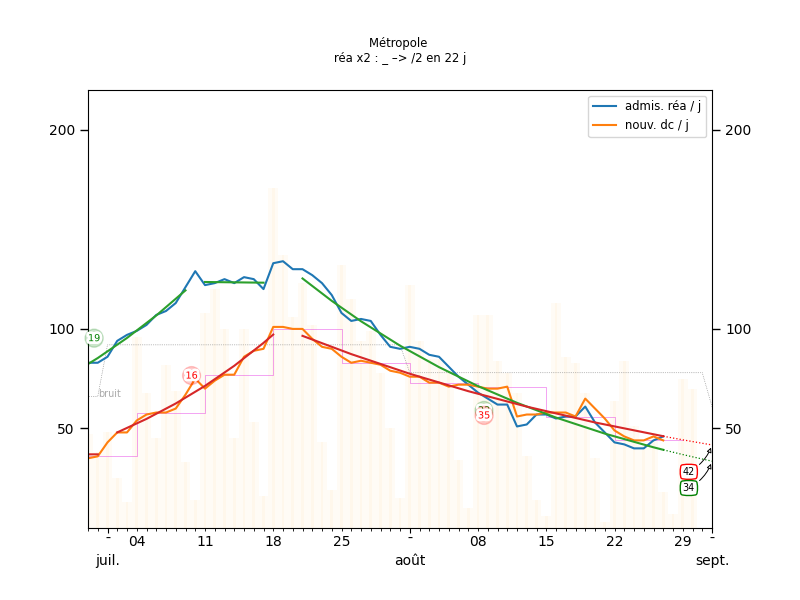 Métropole
réa x2 : _ –> /2 en 22 j
admis. réa / j
nouv. dc / j
200
200
100
100
50
50
19
16
bruit
35
42
34
04
11
18
25
08
15
22
29
juil.
août
sept.